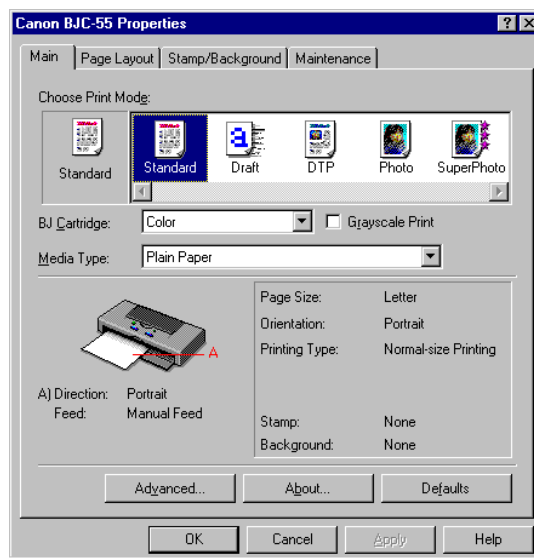 Canon BJC-55 Properties
Main Page Layout Stamp/Background Maintenance
Choose Print Mode:
Standard
Standard Draft DTP Photo SuperPhoto
BJ Cartridge: Color Grayscale Print
Media Type: Plain Paper
Page Size: Letter
Orientation: Portrait
Printing Type: Normal-size Printing
A
A) Direction: Portrait
Feed: Manual Feed
Stamp: None
Background: None
Advanced... About... Defaults
OK Cancel Apply Help